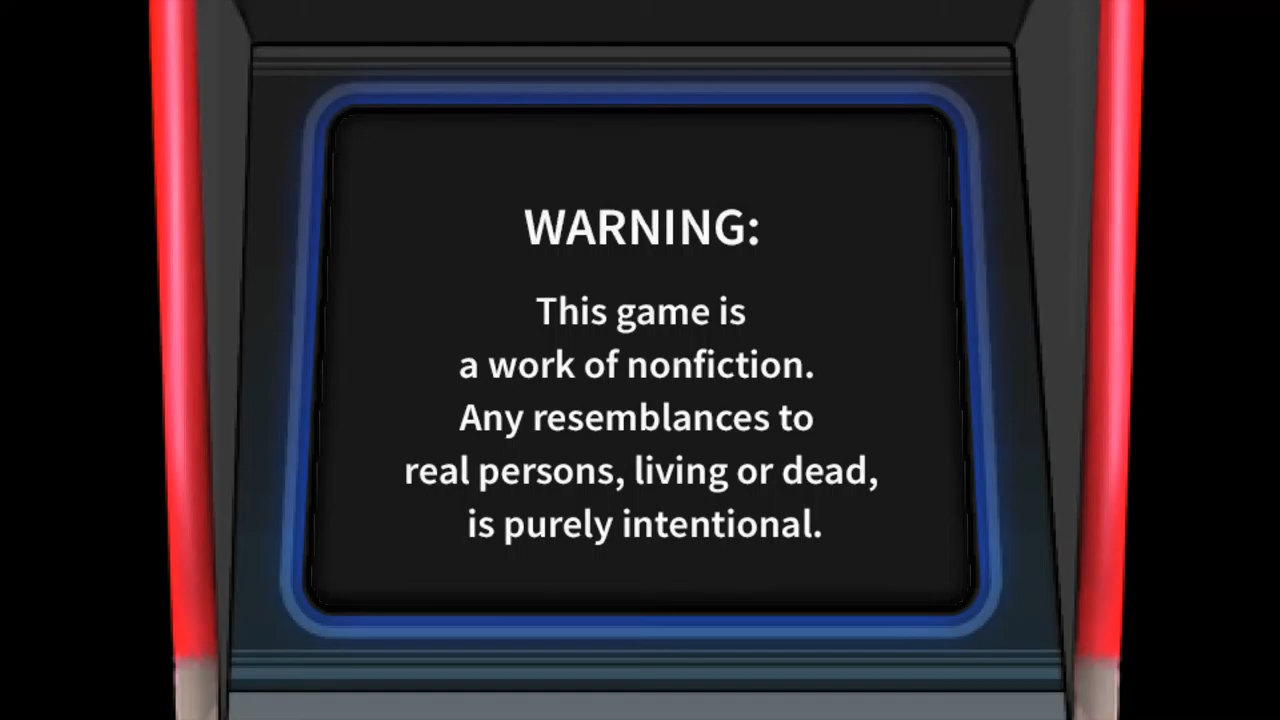 WARNING:
This game is
a work of nonfiction.
Any resemblances to
real persons, living or dead,
is purely intentional.